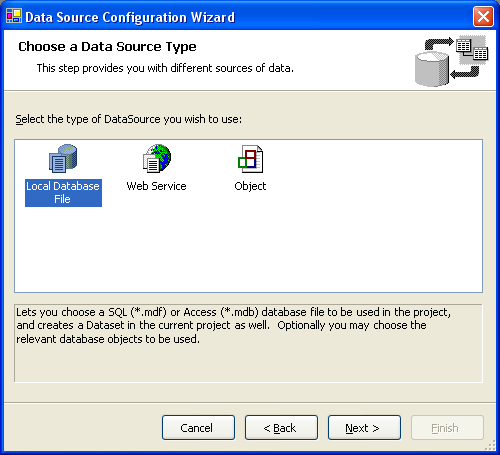 Data Source Configuration Wizard
Choose a Data Source Type
This step provides you with different sources of data.
Select the type of DataSource you wish to use:
Local Database
File
Web Service
Object
Lets you choose a SQL (*.mdf) or Access (*.mdb) database file to be used in the project,
and creates a Dataset in the current project as well.  Optionally you may choose the
relevant database objects to be used.
Cancel
< Back
Next >
Finish